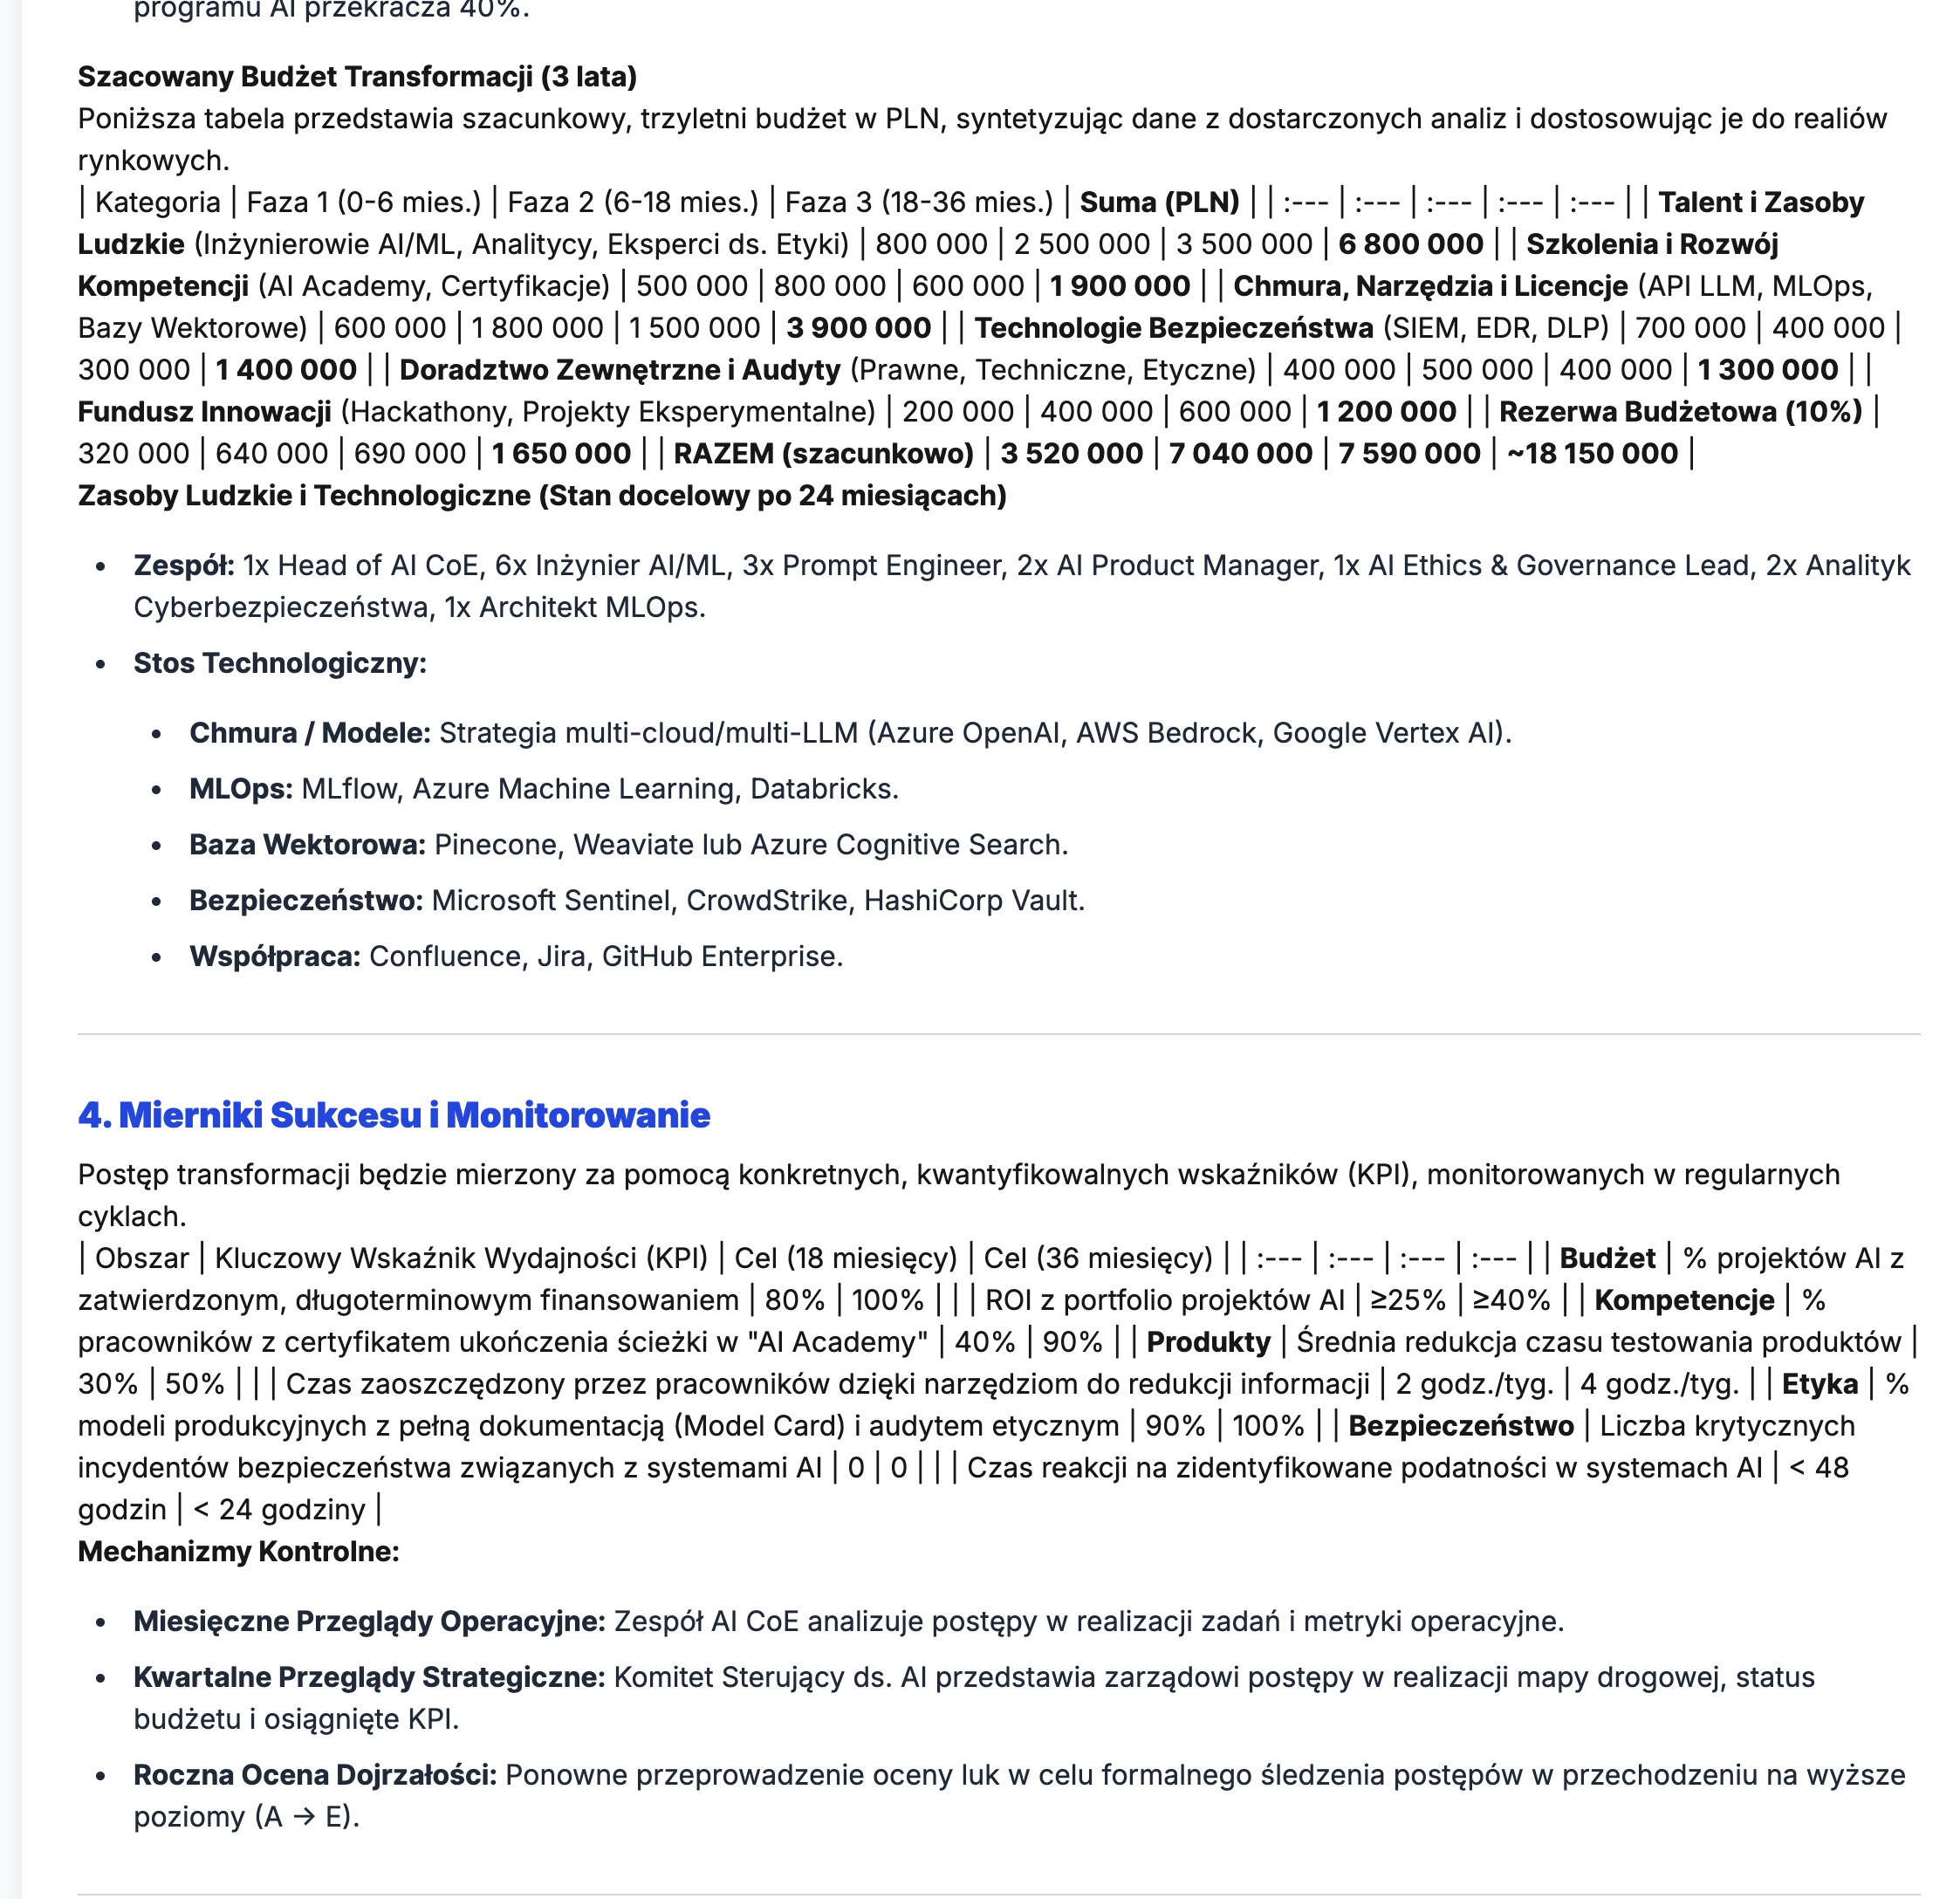 programu AI przekracza 40%.
Szacowany Budżet Transformacji (3 lata)
Poniższa tabela przedstawia szacunkowy, trzyletni budżet w PLN, syntetyzując dane z dostarczonych analiz i dostosowując je do realiów
rynkowych.
| Kategoria | Faza 1 (0-6 mies.) | Faza 2 (6-18 mies.) | Faza 3 (18-36 mies.) | Suma (PLN) | | :--- | :--- | :--- | :--- | :--- | | Talent i Zasoby
Ludzkie (Inżynierowie AI/ML, Analitycy, Eksperci ds. Etyki) | 800 000 | 2 500 000 | 3 500 000 | 6 800 000 | | Szkolenia i Rozwój
Kompetencji (AI Academy, Certyfikacje) | 500 000 | 800 000 | 600 000 | 1 900 000 | | Chmura, Narzędzia i Licencje (API LLM, MLOps,
Bazy Wektorowe) | 600 000 | 1 800 000 | 1 500 000 | 3 900 000 | | Technologie Bezpieczeństwa (SIEM, EDR, DLP) | 700 000 | 400 000 |
300 000 | 1 400 000 | | Doradztwo Zewnętrzne i Audyty (Prawne, Techniczne, Etyczne) | 400 000 | 500 000 | 400 000 | 1 300 000 | |
Fundusz Innowacji (Hackathony, Projekty Eksperymentalne) | 200 000 | 400 000 | 600 000 | 1 200 000 | | Rezerwa Budżetowa (10%) |
320 000 | 640 000 | 690 000 | 1 650 000 | | RAZEM (szacunkowo) | 3 520 000 | 7 040 000 | 7 590 000 | ~18 150 000 |
Zasoby Ludzkie i Technologiczne (Stan docelowy po 24 miesiącach)
• Zespół: 1x Head of AI CoE, 6x Inżynier AI/ML, 3x Prompt Engineer, 2x AI Product Manager, 1x AI Ethics & Governance Lead, 2x Analityk
Cyberbezpieczeństwa, 1x Architekt MLOps.
• Stos Technologiczny:
• Chmura / Modele: Strategia multi-cloud/multi-LLM (Azure OpenAI, AWS Bedrock, Google Vertex AI).
• MLOps: MLflow, Azure Machine Learning, Databricks.
• Baza Wektorowa: Pinecone, Weaviate lub Azure Cognitive Search.
• Bezpieczeństwo: Microsoft Sentinel, CrowdStrike, HashiCorp Vault.
• Współpraca: Confluence, Jira, GitHub Enterprise.
4. Mierniki Sukcesu i Monitorowanie
Postęp transformacji będzie mierzony za pomocą konkretnych, kwantyfikowalnych wskaźników (KPI), monitorowanych w regularnych
cyklach.
| Obszar | Kluczowy Wskaźnik Wydajności (KPI) | Cel (18 miesięcy) | Cel (36 miesięcy) | | :--- | :--- | :--- | :--- | | Budżet | % projektów AI z
zatwierdzonym, długoterminowym finansowaniem | 80% | 100% | | | ROI z portfolio projektów AI | ≥25% | ≥40% | | Kompetencje | %
pracowników z certyfikatem ukończenia ścieżki w "AI Academy" | 40% | 90% | | Produkty | Średnia redukcja czasu testowania produktów |
30% | 50% | | | Czas zaoszczędzony przez pracowników dzięki narzędziom do redukcji informacji | 2 godz./tyg. | 4 godz./tyg. | | Etyka | %
modeli produkcyjnych z pełną dokumentacją (Model Card) i audytem etycznym | 90% | 100% | | Bezpieczeństwo | Liczba krytycznych
incydentów bezpieczeństwa związanych z systemami AI | 0 | 0 | | | Czas reakcji na zidentyfikowane podatności w systemach AI | < 48
godzin | < 24 godziny |
Mechanizmy Kontrolne:
• Miesięczne Przeglądy Operacyjne: Zespół AI CoE analizuje postępy w realizacji zadań i metryki operacyjne.
• Kwartalne Przeglądy Strategiczne: Komitet Sterujący ds. AI przedstawia zarządowi postępy w realizacji mapy drogowej, status
budżetu i osiągnięte KPI.
• Roczna Ocena Dojrzałości: Ponowne przeprowadzenie oceny luk w celu formalnego śledzenia postępów w przechodzeniu na wyższe
poziomy (A → E).